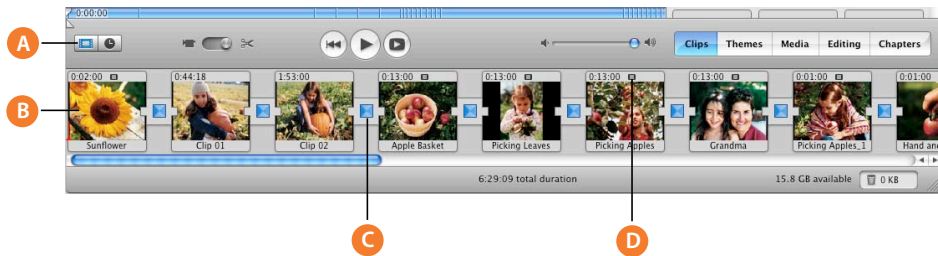 0:00:00
A
Clips Themes Media Editing Chapters
0:02:00 0:44:18 1:53:00 0:13:00 0:13:00 0:13:00 0:13:00 0:01:00 0:01:00
B
Sunflower Clip 01 Clip 02 Apple Basket Picking Leaves Picking Apples Grandma Picking Apples_1 Hand an
6:29:09 total duration 15.8 GB available 0 KB
C D